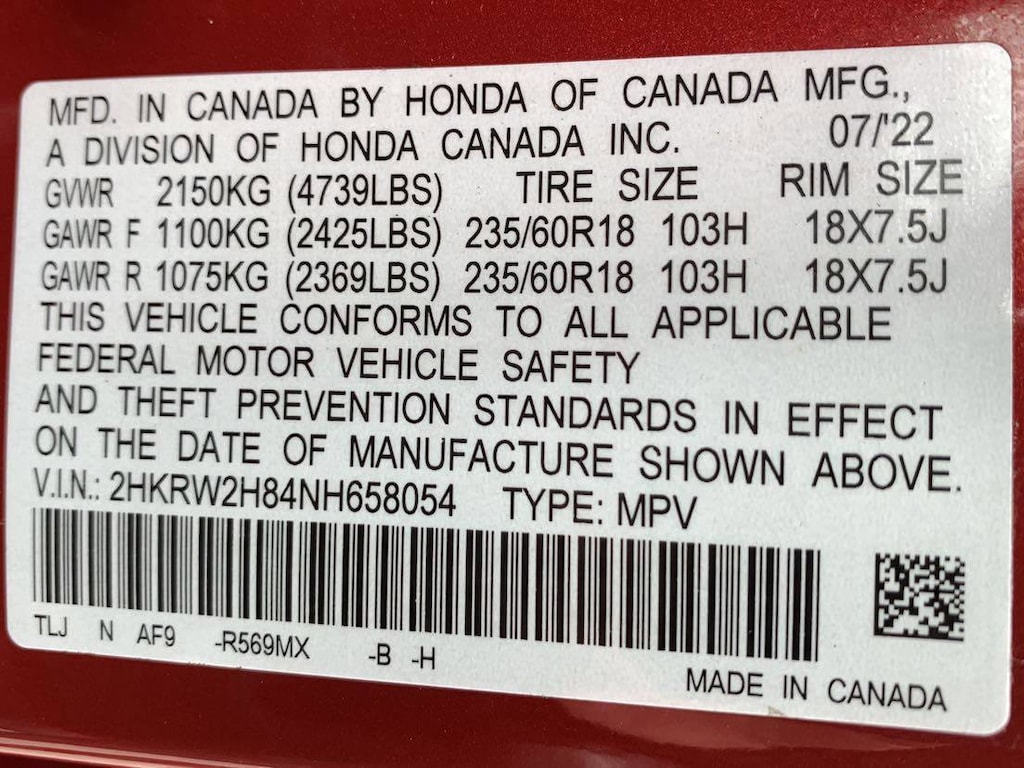 MFD. IN CANADA BY HONDA OF CANADA MFG.,
A DIVISION OF HONDA CANADA INC. 07/'22
GVWR 2150KG (4739LBS) TIRE SIZE RIM SIZE
GAWR F 1100KG (2425LBS) 235/60R18 103H 18X7.5J
GAWR R 1075KG (2369LBS) 235/60R18 103H 18X7.5J
THIS VEHICLE CONFORMS TO ALL APPLICABLE
FEDERAL MOTOR VEHICLE SAFETY
AND THEFT PREVENTION STANDARDS IN EFFECT
ON THE DATE OF MANUFACTURE SHOWN ABOVE.
V.I.N.: 2HKRW2H84NH658054 TYPE: MPV
TLJ N AF9 -R569MX -B -H
MADE IN CANADA